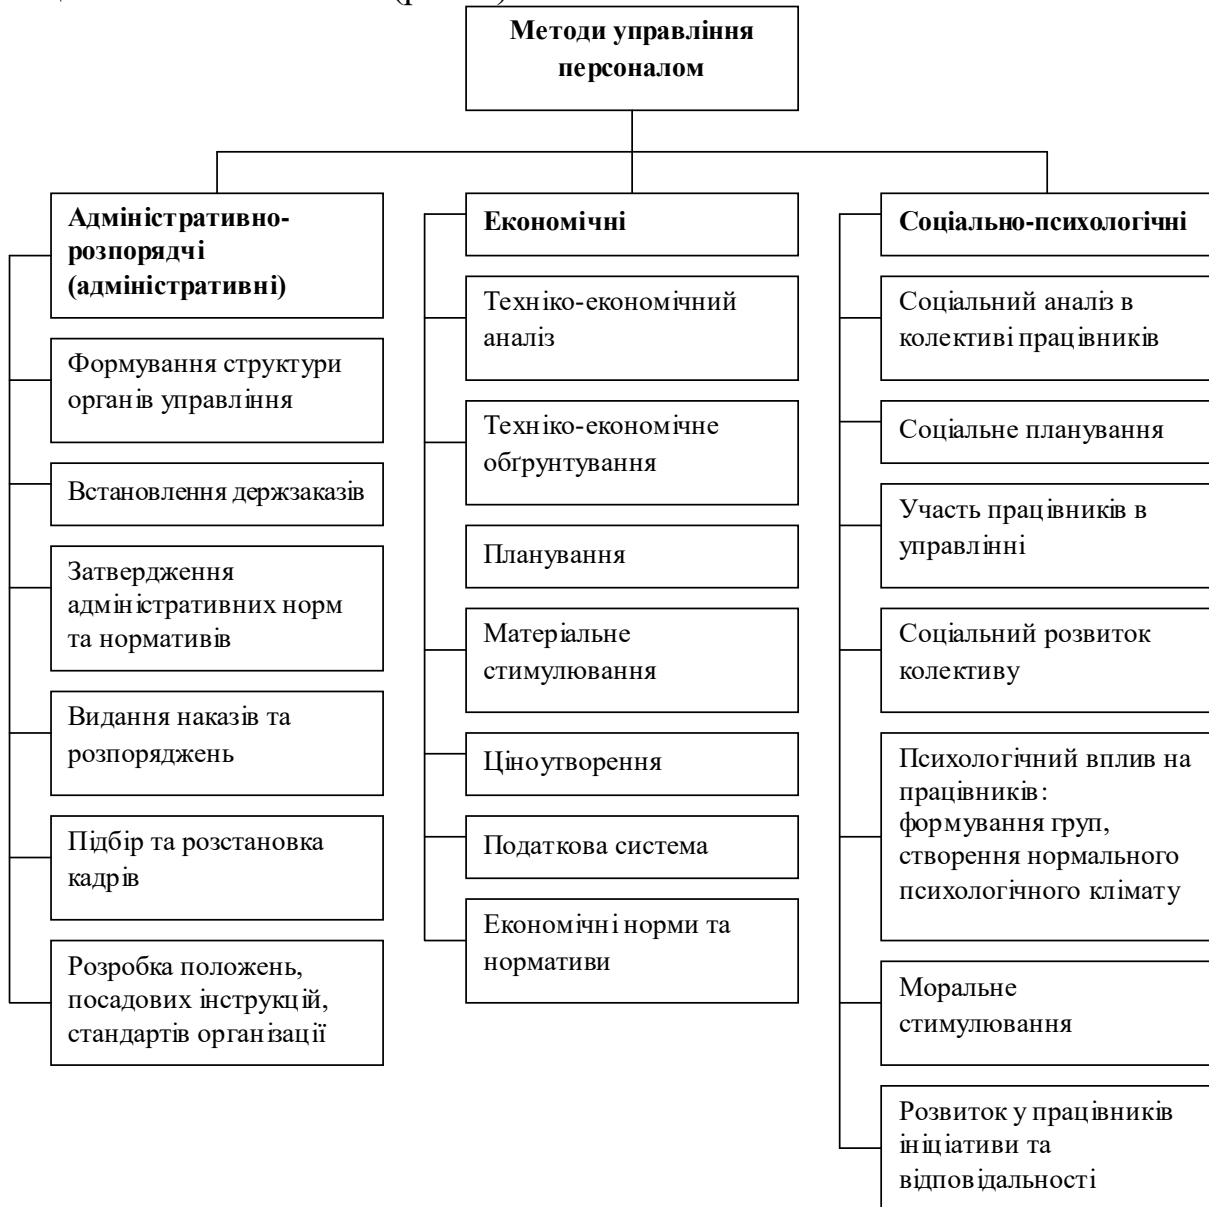 Методи управління
персоналом
Адміністративно-
розпорядчі
(адміністративні)
Формування структури
органів управління
Встановлення держзаказів
Затвердження
адміністративних норм
та нормативів
Видання наказів та
розпоряджень
Підбір та розстановка
кадрів
Розробка положень,
посадових інструкцій,
стандартів організації
Економічні
Техніко-економічний
аналіз
Техніко-економічне
обґрунтування
Планування
Матеріальне
стимулювання
Ціноутворення
Податкова система
Економічні норми та
нормативи
Соціально-психологічні
Соціальний аналіз в
колективі працівників
Соціальне планування
Участь працівників в
управлінні
Соціальний розвиток
колективу
Психологічний вплив на
працівників:
формування груп,
створення нормального
психологічного клімату
Моральне
стимулювання
Розвиток у працівників
ініціативи та
відповідальності